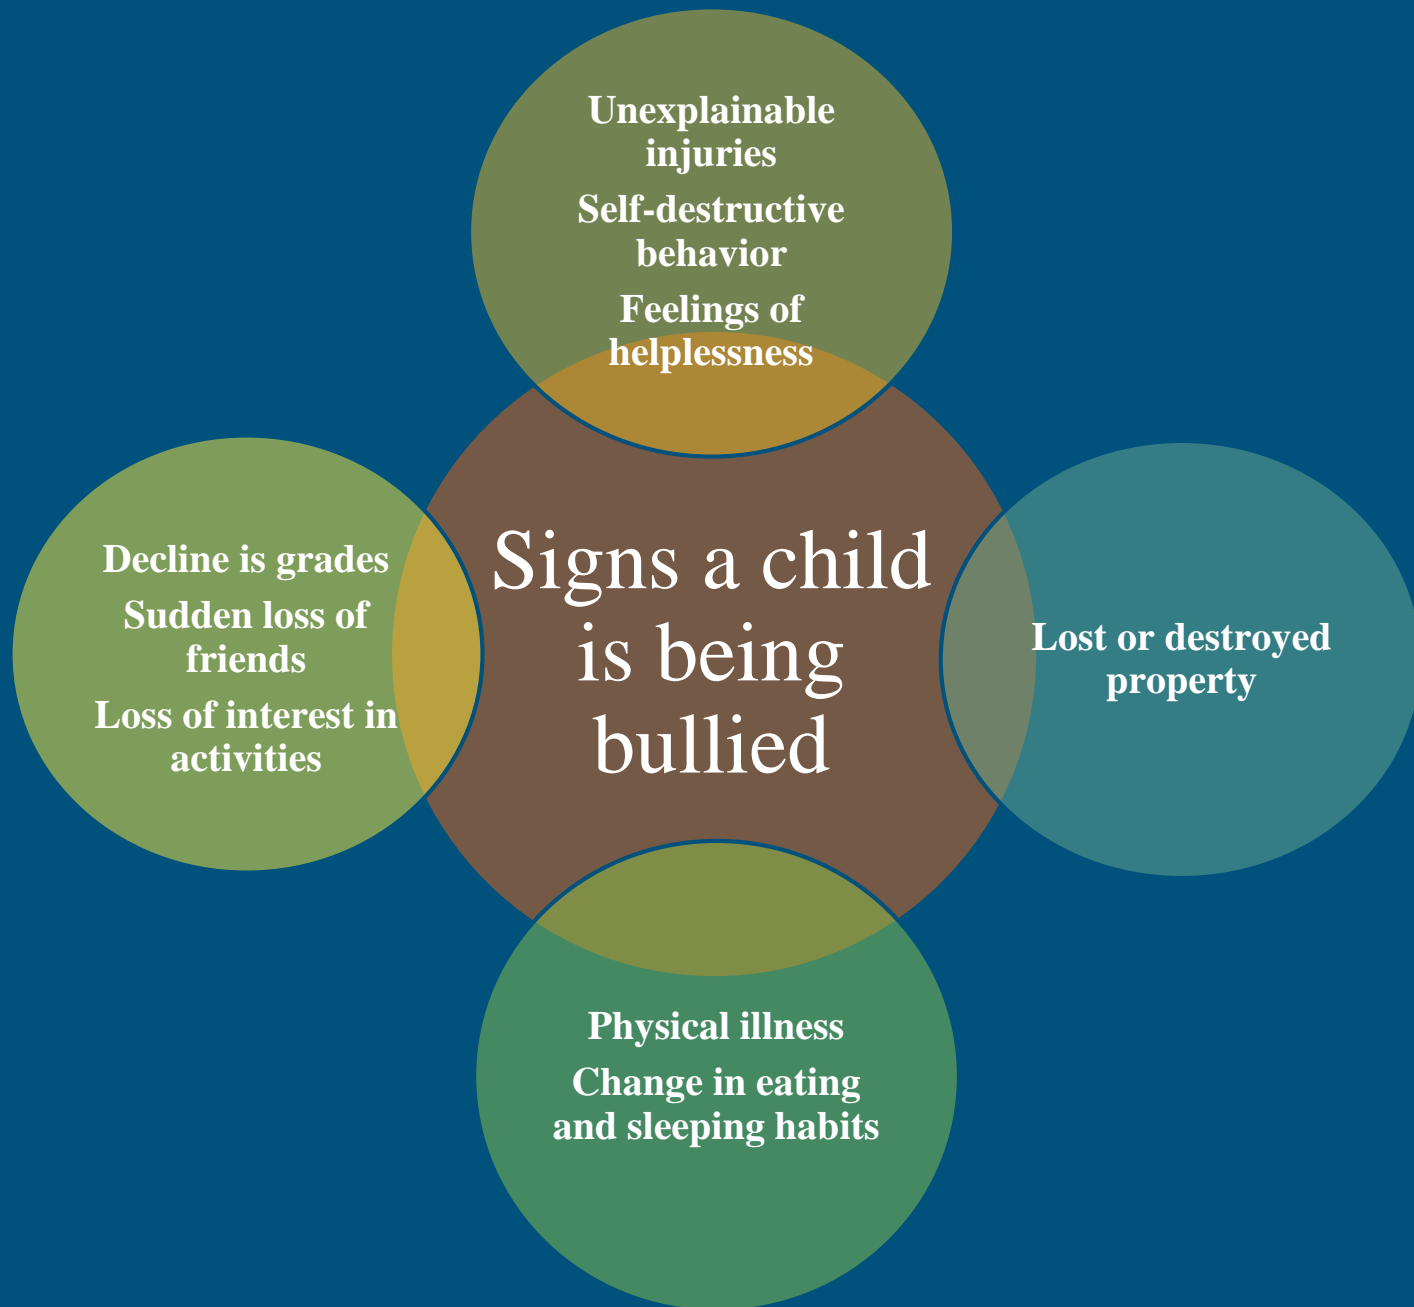 Unexplainable
injuries
Self-destructive
behavior
Feelings of
helplessness
Decline is grades
Sudden loss of
friends
Loss of interest in
activities
Signs a child
is being
bullied
Lost or destroyed
property
Physical illness
Change in eating
and sleeping habits